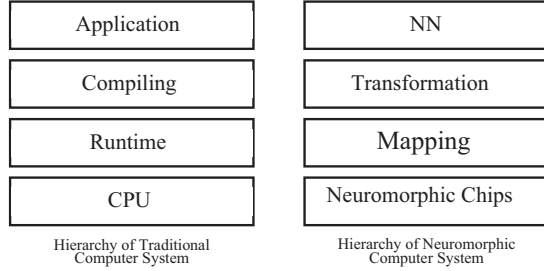 Application
Compiling
Runtime
CPU
Hierarchy of Traditional
Computer System
NN
Transformation
Mapping
Neuromorphic Chips
Hierarchy of Neuromorphic
Computer System